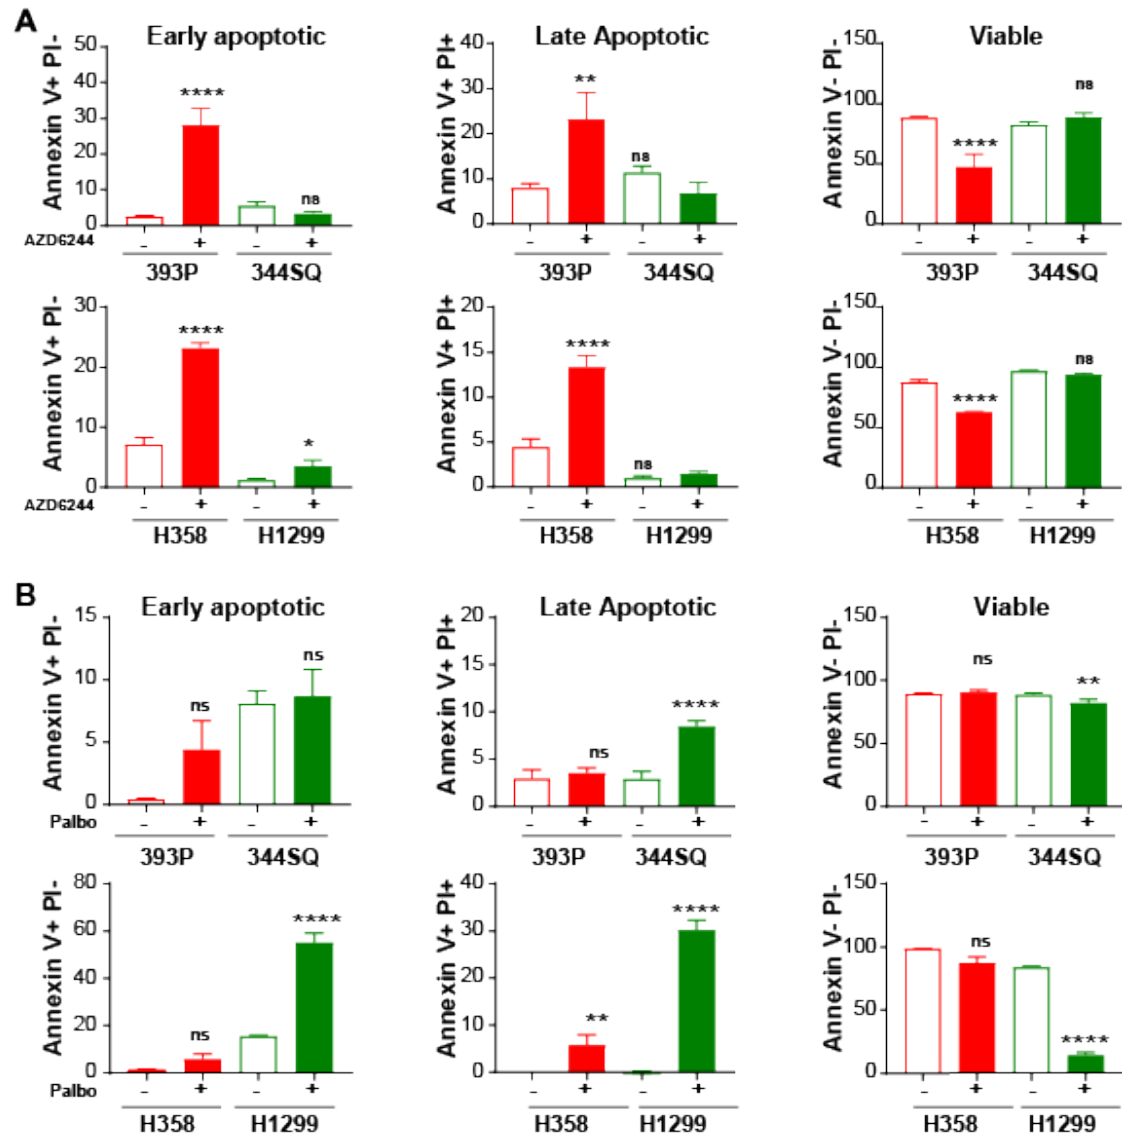 A
Early apoptotic
Late Apoptotic
Viable
Annexin V+ PI-
50
40
30
20
10
0
****
ns
AZD6244
- + - +
393P 344SQ
Annexin V+ PI+
40
30
20
10
0
**
ns
- + - +
393P 344SQ
Annexin V- PI-
150
100
50
0
****
ns
- + - +
393P 344SQ
Annexin V+ PI-
30
20
10
0
****
*
AZD6244
- + - +
H358 H1299
Annexin V+ PI+
20
15
10
5
0
****
ns
- + - +
H358 H1299
Annexin V- PI-
150
100
50
0
****
ns
- + - +
H358 H1299
B
Early apoptotic
Late Apoptotic
Viable
Annexin V+ PI-
15
10
5
0
ns
ns
Palbo
- + - +
393P 344SQ
Annexin V+ PI+
20
15
10
5
0
ns
****
- + - +
393P 344SQ
Annexin V- PI-
150
100
50
0
ns
**
- + - +
393P 344SQ
Annexin V+ PI-
80
60
40
20
0
ns
****
Palbo
- + - +
H358 H1299
Annexin V+ PI+
40
30
20
10
0
**
****
- + - +
H358 H1299
Annexin V- PI-
150
100
50
0
ns
****
- + - +
H358 H1299